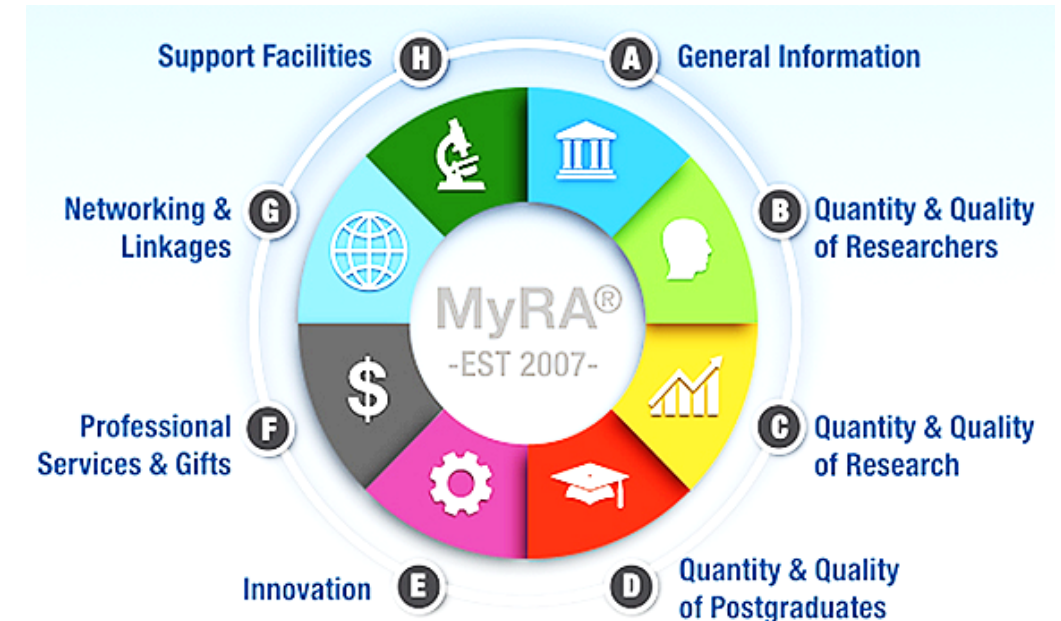 H
Support Facilities
A
General Information
G
Networking &
Linkages
B
Quantity & Quality
of Researchers
MyRA®
-EST 2007-
$
F
Professional
Services & Gifts
C
Quantity & Quality
of Research
E
Innovation
D
Quantity & Quality
of Postgraduates